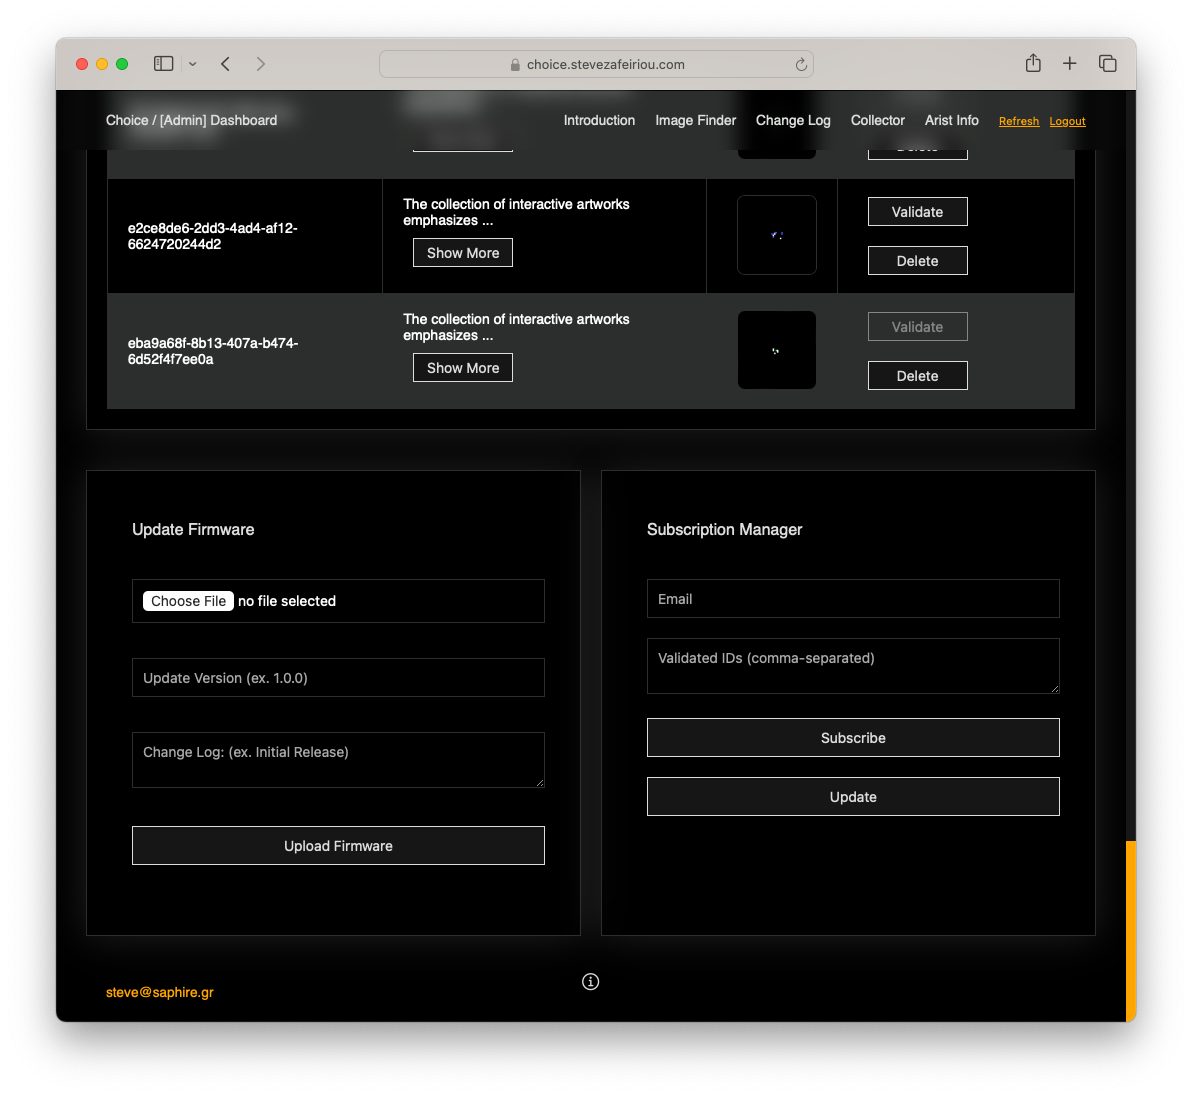 choice.stevezafeiriou.com
Choice / [Admin] Dashboard
Introduction Image Finder Change Log Collector Arist Info Refresh Logout
Delete
e2ce8de6-2dd3-4ad4-af12-
6624720244d2
The collection of interactive artworks
emphasizes ...
Show More
Validate
Delete
eba9a68f-8b13-407a-b474-
6d52f4f7ee0a
The collection of interactive artworks
emphasizes ...
Show More
Validate
Delete
Update Firmware
Choose File no file selected
Update Version (ex. 1.0.0)
Change Log: (ex. Initial Release)
Upload Firmware
Subscription Manager
Email
Validated IDs (comma-separated)
Subscribe
Update
steve@saphire.gr